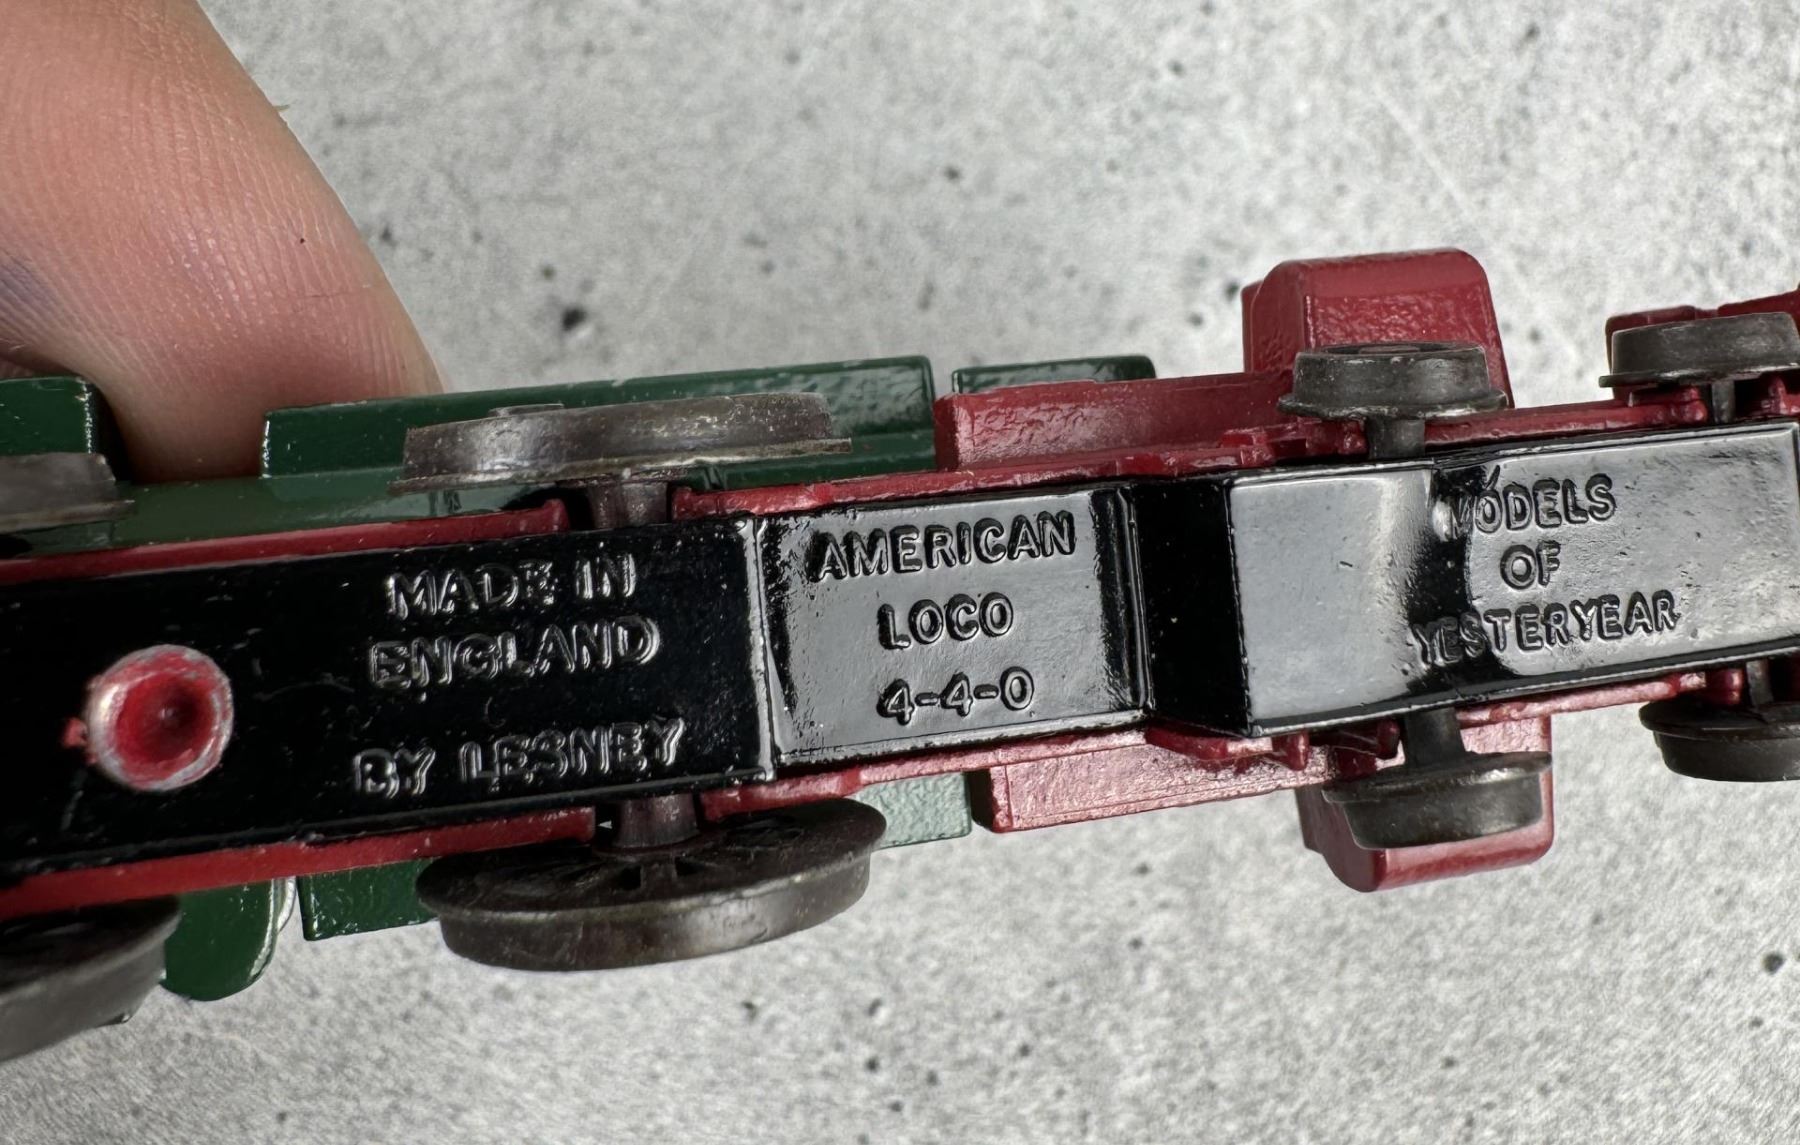 MADE IN
ENGLAND
BY LESNEY
AMERICAN
LOCO
4-4-0
MODELS
OF
YESTERYEAR